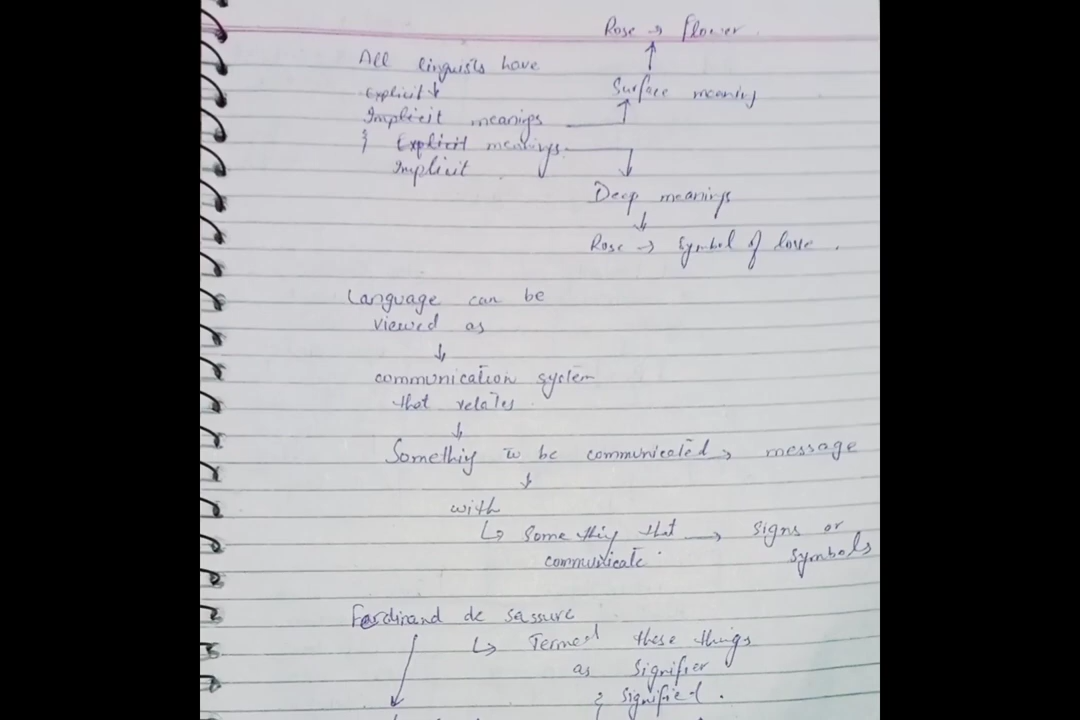 Rose → flower.
All linguists have
Surface meaning
Explicit ↓
Implicit meanings
& Explicit meanings.
Implicit
Deep meanings
↓
Rose → Symbol of love.
Language can be
viewed as
↓
communication system
that relates
↓
Something to be communicated → message
↓
with
↳ Something that → signs or
communicate. symbols
Ferdinand de sassure
↳ Termed these things
as signifier
& signified.